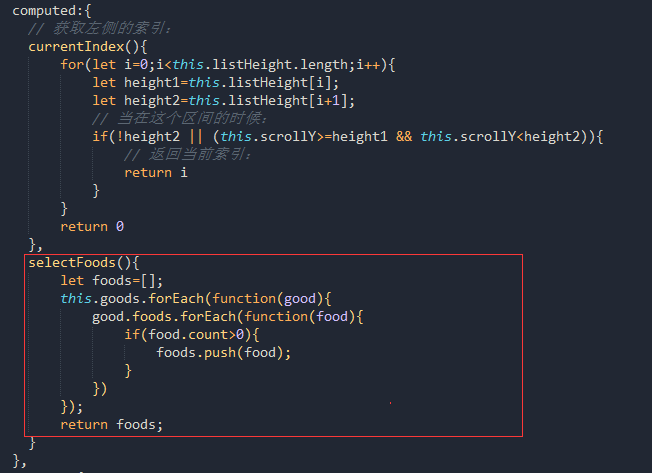 computed:{
// 获取左侧的索引:
currentIndex(){
for(let i=0;i<this.listHeight.length;i++){
let height1=this.listHeight[i];
let height2=this.listHeight[i+1];
// 当在这个区间的时候:
if(!height2 || (this.scrollY>=height1 && this.scrollY<height2)){
// 返回当前索引:
return i
}
}
return 0
},
selectFoods(){
let foods=[];
this.goods.forEach(function(good){
good.foods.forEach(function(food){
if(food.count>0){
foods.push(food);
}
})
});
return foods;
}
},